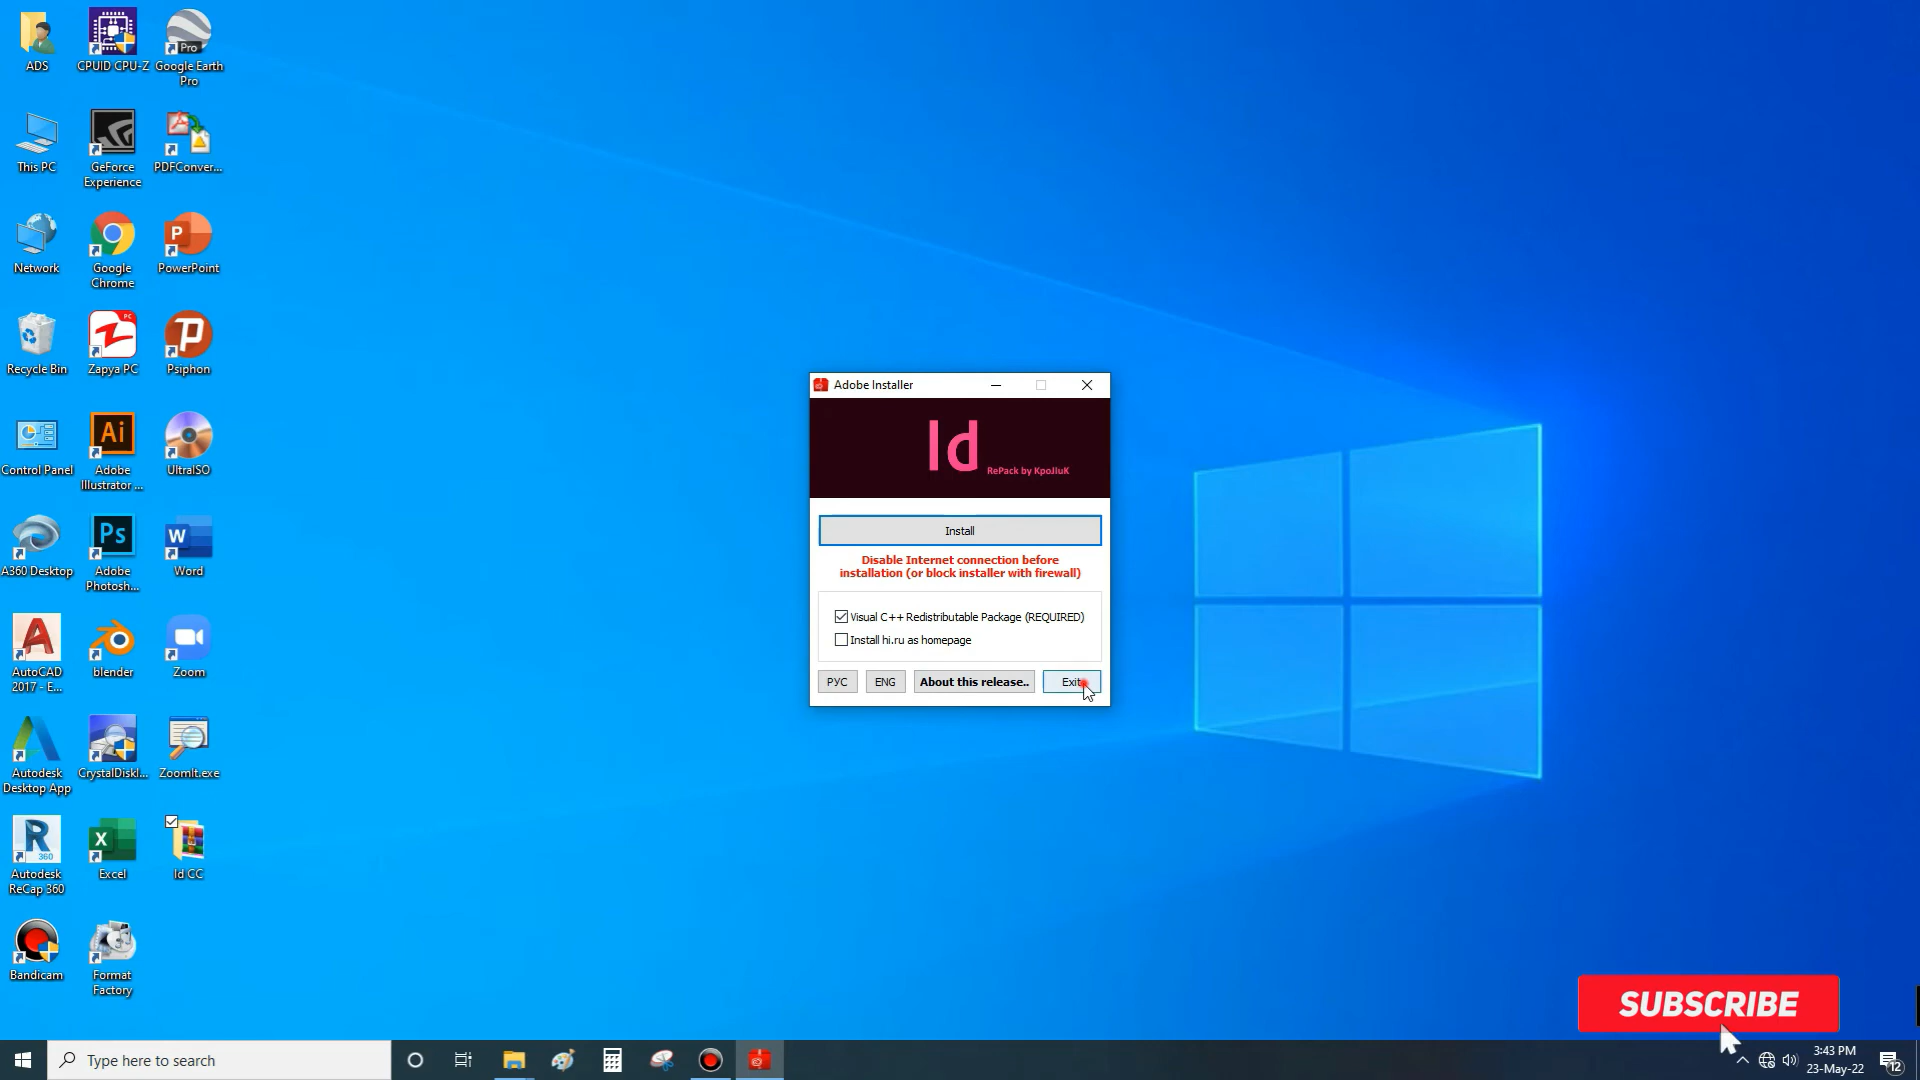 ADS
CPUID CPU-Z
Google Earth
Pro
This PC
GeForce
Experience
PDFConver...
Network
Google
Chrome
PowerPoint
Recycle Bin
Zapya PC
Psiphon
Control Panel
Adobe
Illustrator ...
UltraISO
A360 Desktop
Adobe
Photosh...
Word
AutoCAD
2017 - E...
blender
Zoom
Autodesk
Desktop App
CrystalDiskI...
ZoomIt.exe
Autodesk
ReCap 360
Excel
Id CC
Bandicam
Format
Factory
Adobe Installer
Id
RePack by KpoJIuK
Install
Disable Internet connection before
installation (or block installer with firewall)
Visual C++ Redistributable Package (REQUIRED)
Install hi.ru as homepage
РУС
ENG
About this release..
Exit
SUBSCRIBE
Type here to search
3:43 PM
23-May-22
12